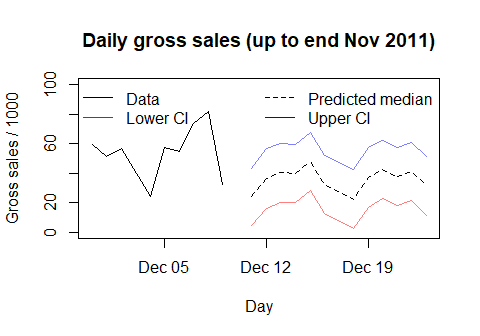 Daily gross sales (up to end Nov 2011)
Gross sales / 1000
100
60
20
0
Data
Predicted median
Lower CI
Upper CI
Dec 05
Dec 12
Dec 19
Day